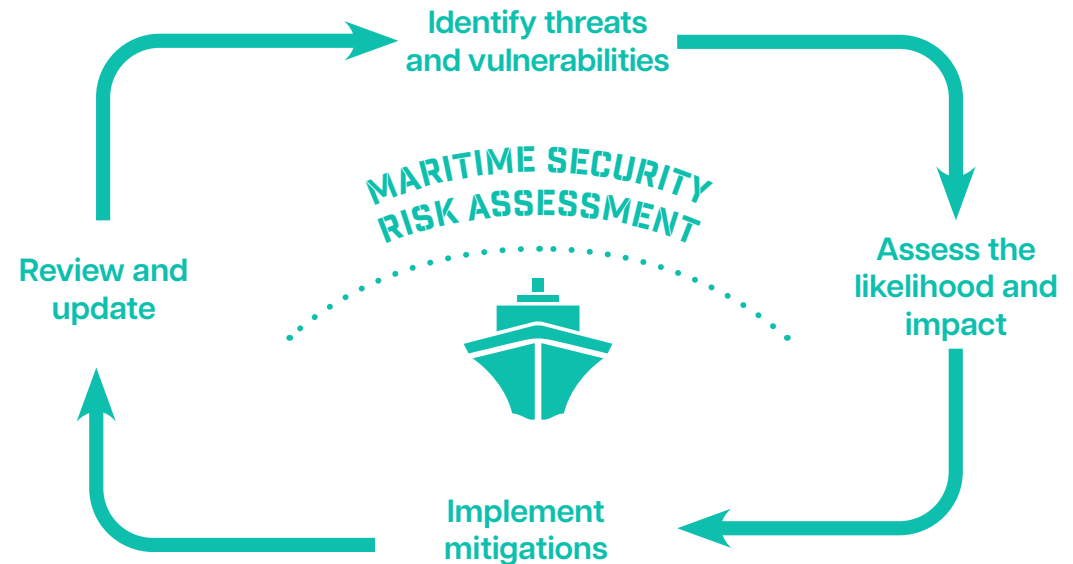 Identify threats
and vulnerabilities
MARITIME SECURITY
RISK ASSESSMENT
Assess the
likelihood and
impact
Review and
update
Implement
mitigations